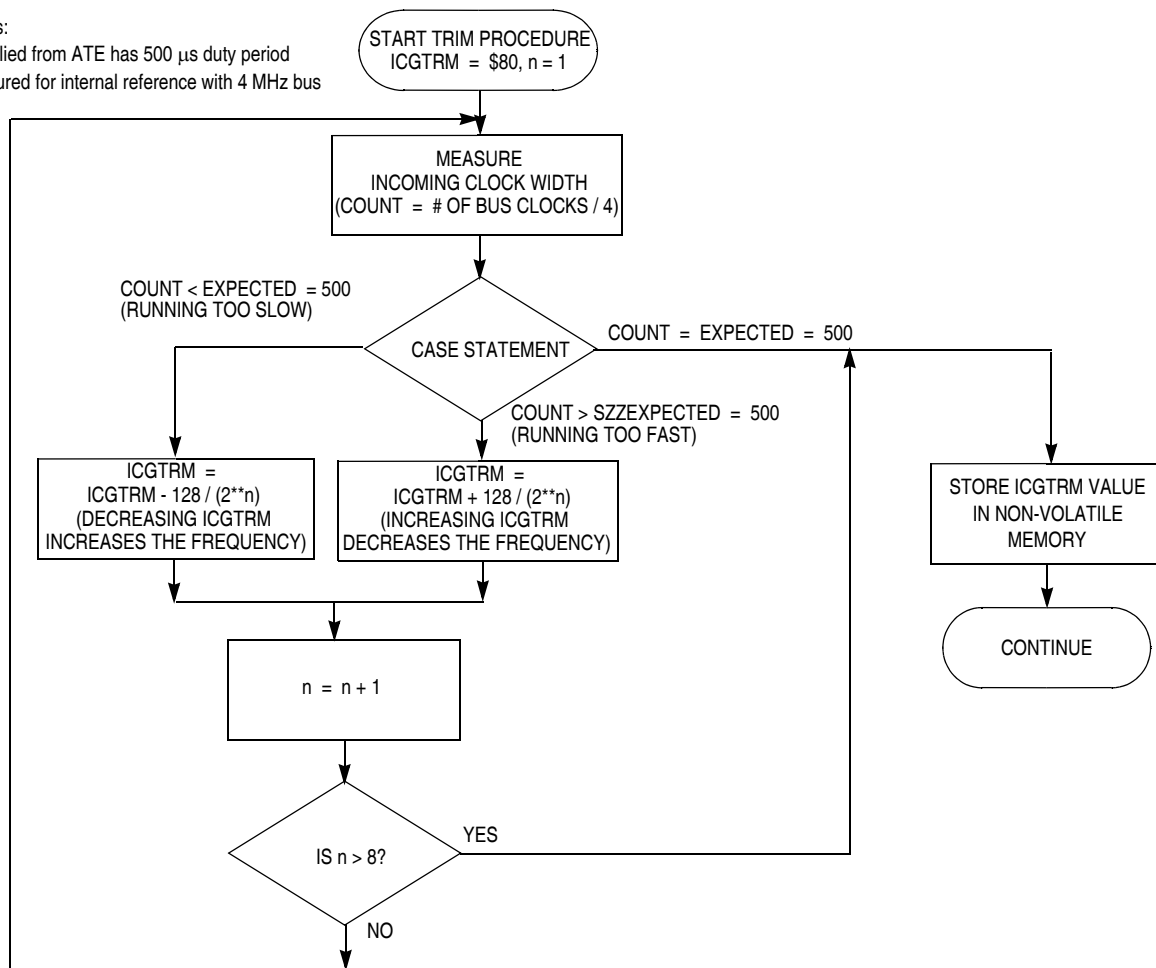 s:
lied from ATE has 500 μs duty period
ured for internal reference with 4 MHz bus
START TRIM PROCEDURE
ICGTRM = $80, n = 1
MEASURE
INCOMING CLOCK WIDTH
(COUNT = # OF BUS CLOCKS / 4)
COUNT < EXPECTED = 500
(RUNNING TOO SLOW)
CASE STATEMENT
COUNT = EXPECTED = 500
COUNT > SZZEXPECTED = 500
(RUNNING TOO FAST)
ICGTRM =
ICGTRM - 128 / (2**n)
(DECREASING ICGTRM
INCREASES THE FREQUENCY)
ICGTRM =
ICGTRM + 128 / (2**n)
(INCREASING ICGTRM
DECREASES THE FREQUENCY)
STORE ICGTRM VALUE
IN NON-VOLATILE
MEMORY
CONTINUE
n = n + 1
IS n > 8?
YES
NO